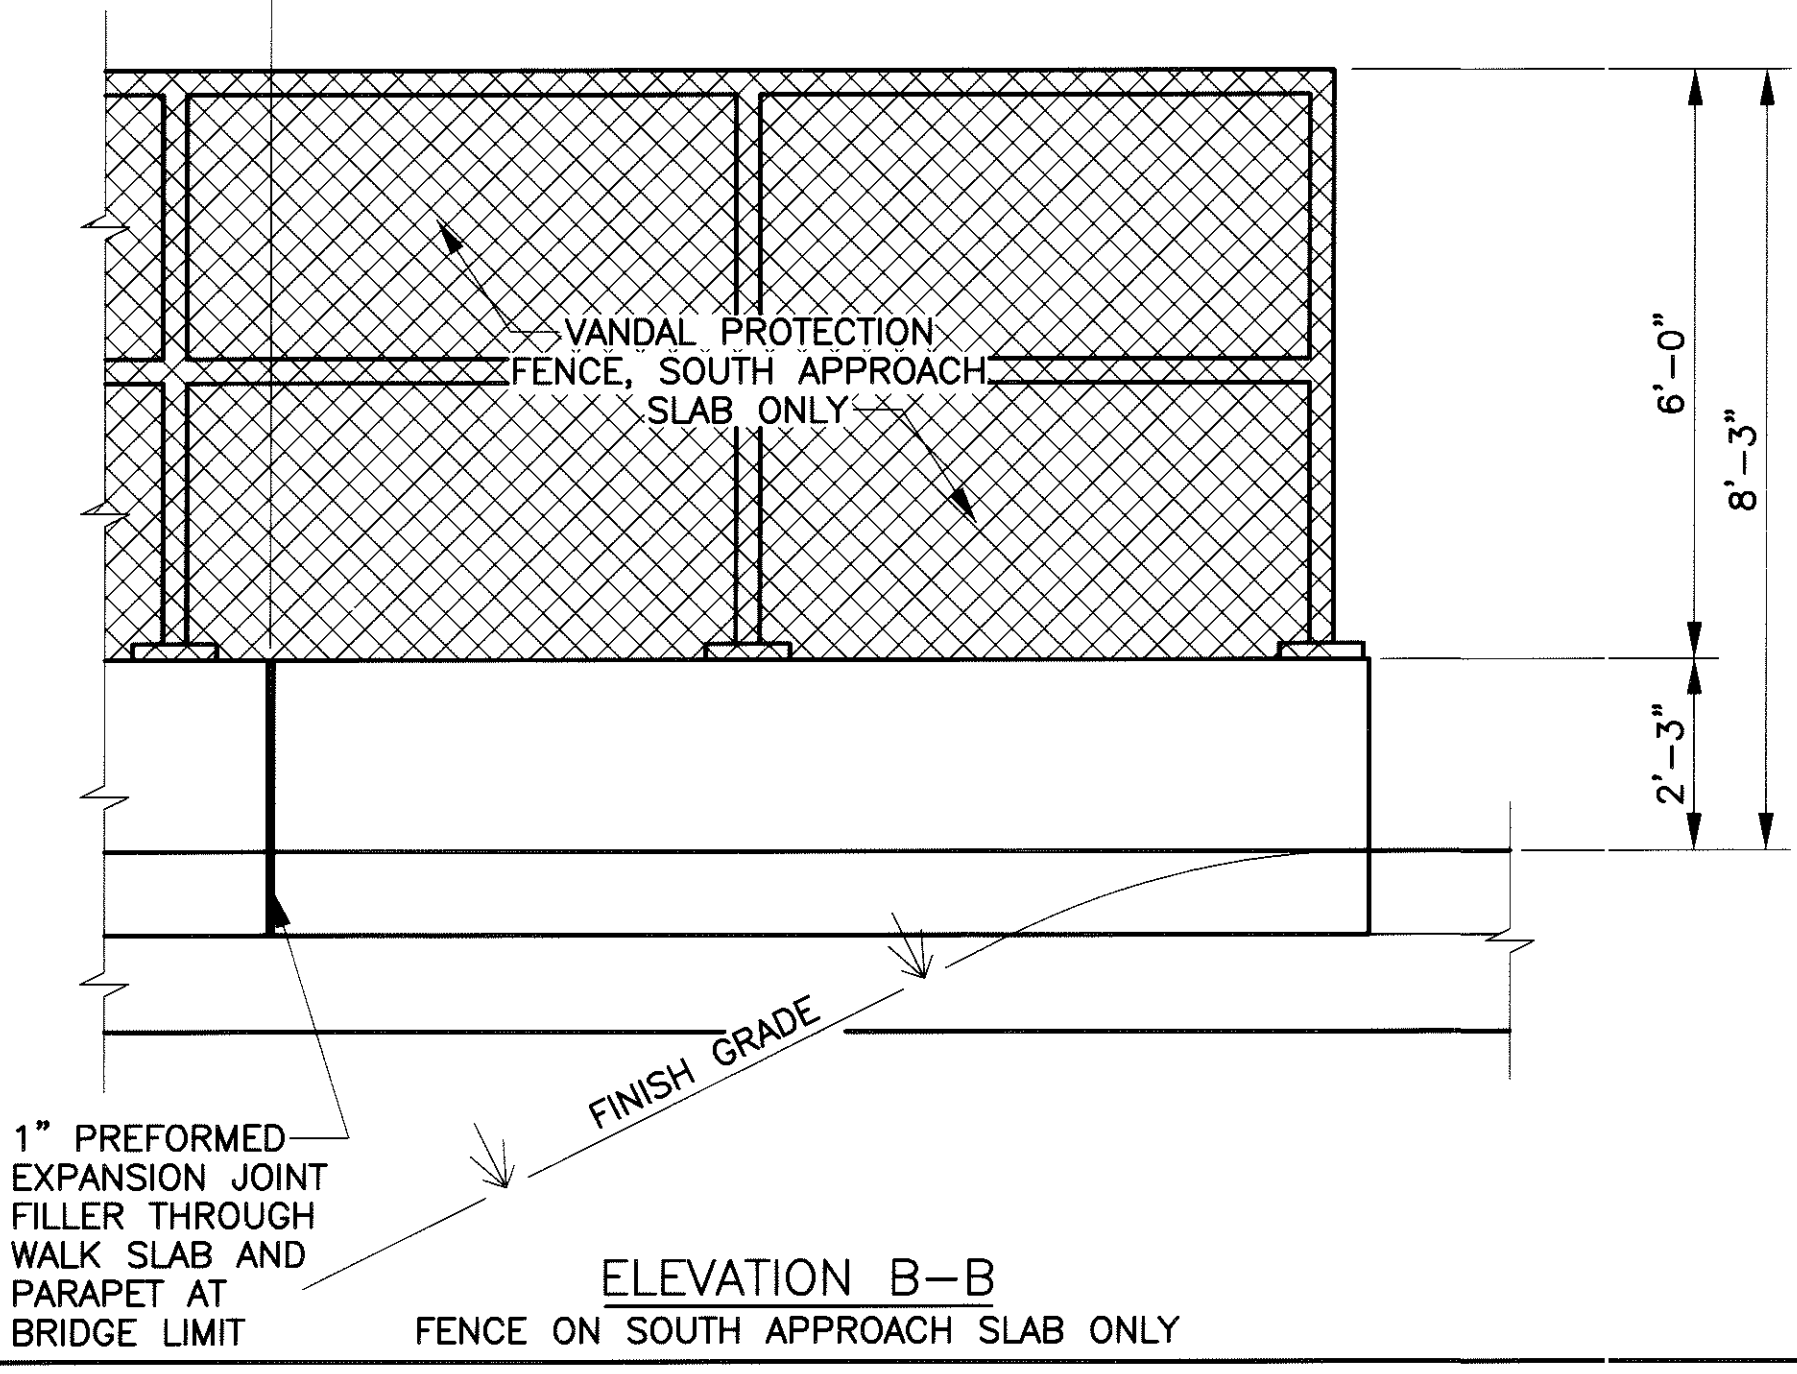 VANDAL PROTECTION
FENCE, SOUTH APPROACH
SLAB ONLY
6'-0"
8'-3"
2'-3"
FINISH GRADE
1" PREFORMED
EXPANSION JOINT
FILLER THROUGH
WALK SLAB AND
PARAPET AT
BRIDGE LIMIT
ELEVATION B-B
FENCE ON SOUTH APPROACH SLAB ONLY